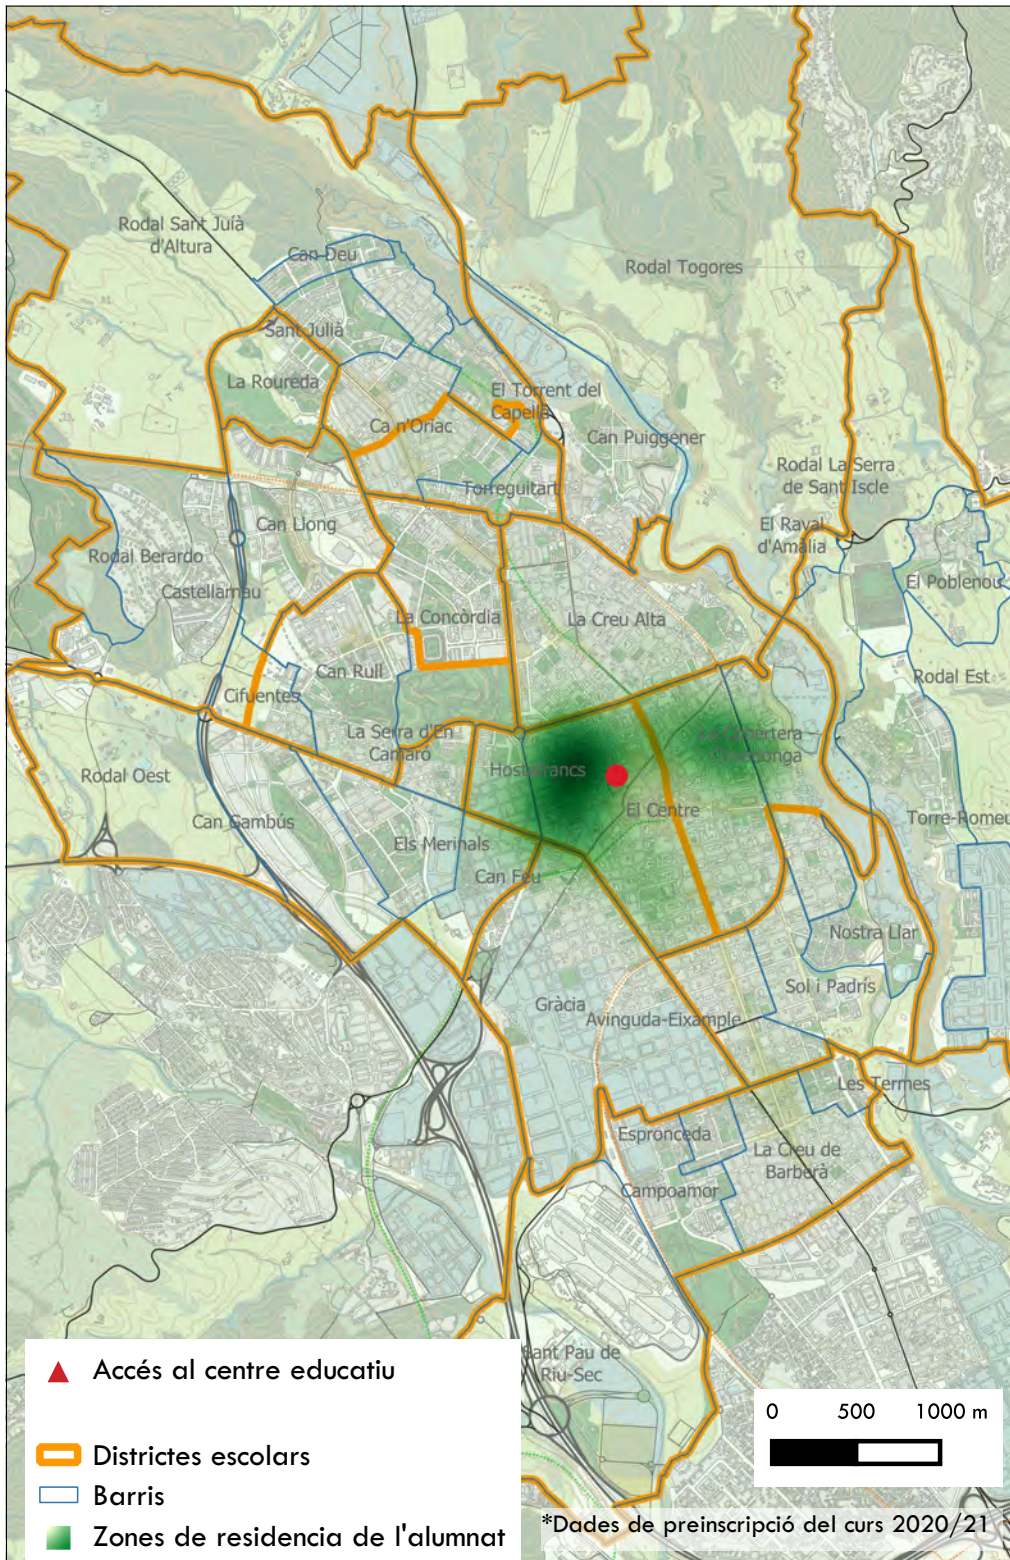 Rodal Sant Juíà
d'Altura
Can Deu
Rodal Togores
Sant Julià
La Roureda
El Torrent del
Capellà
Ca n'Oriac
Can Puiggener
Rodal La Serra
de Sant Iscle
Torreguitart
Can Llong
El Raval
d'Amàlia
Rodal Berardo
El Poblenou
Castellarnau
La Concòrdia
La Creu Alta
Can Rull
Rodal Est
Cifuentes
La Serra d'En
Camaró
La Cobertera
Covadonga
Hostafrancs
Rodal Oest
El Centre
Can Gambús
Torre-Romeu
Els Merinals
Can Feu
Nostra Llar
Sol i Padrís
Gràcia
Avinguda-Eixample
Les Termes
Espronceda
La Creu de
Barberà
Campoamor
Sant Pau de
Riu-Sec
Accés al centre educatiu
Districtes escolars
Barris
Zones de residencia de l'alumnat
0 500 1000 m
*Dades de preinscripció del curs 2020/21